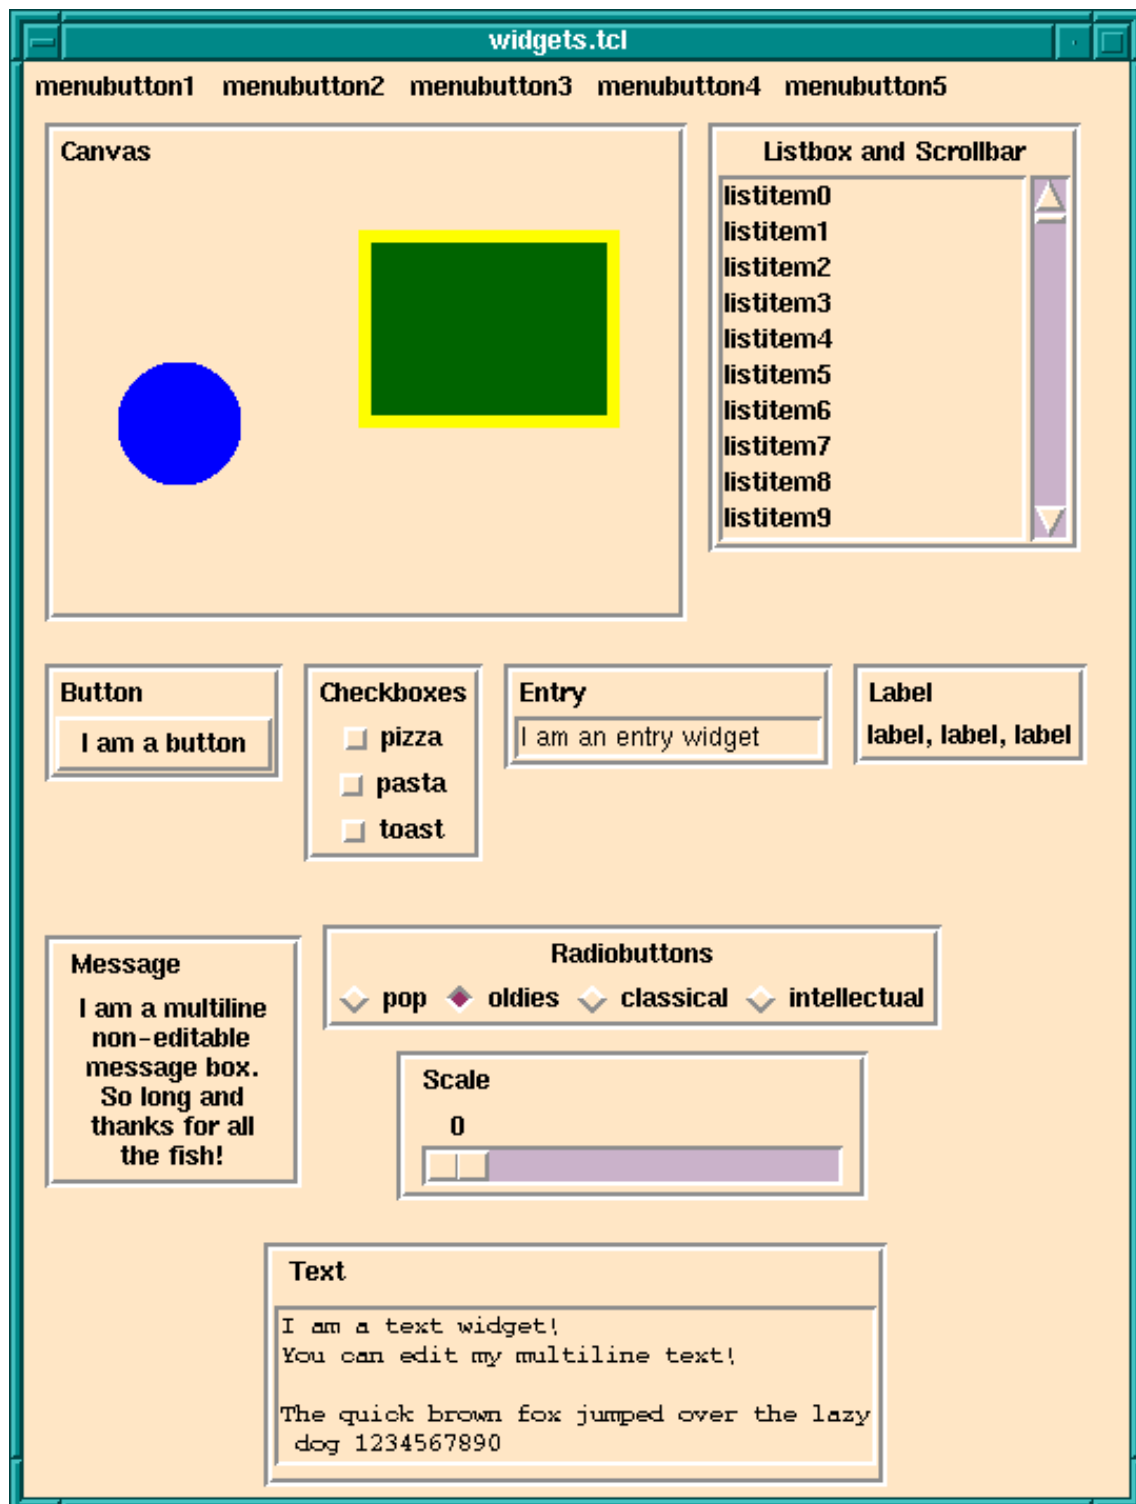 widgets.tcl
menubutton1 menubutton2 menubutton3 menubutton4 menubutton5
Canvas
Listbox and Scrollbar
listitem0
listitem1
listitem2
listitem3
listitem4
listitem5
listitem6
listitem7
listitem8
listitem9
Button
I am a button
Checkboxes
pizza
pasta
toast
Entry
I am an entry widget
Label
label, label, label
Message
I am a multiline
non-editable
message box.
So long and
thanks for all
the fish!
Radiobuttons
pop oldies classical intellectual
Scale
0
Text
I am a text widget!
You can edit my multiline text!
The quick brown fox jumped over the lazy
dog 1234567890